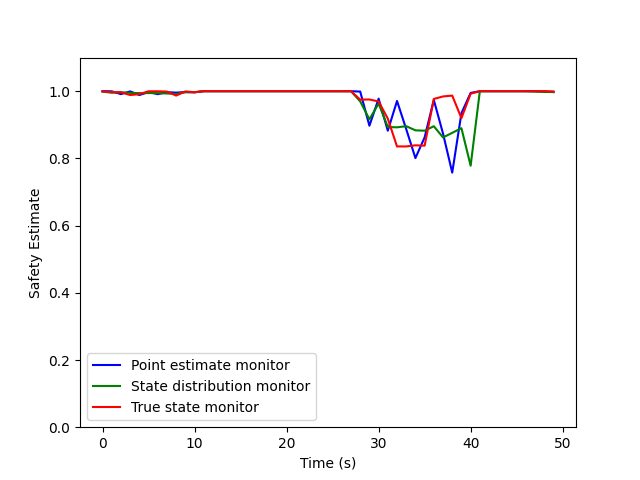 1.0
0.8
0.6
0.4
0.2
0.0
Safety Estimate
Point estimate monitor
State distribution monitor
True state monitor
0 10 20 30 40 50
Time (s)